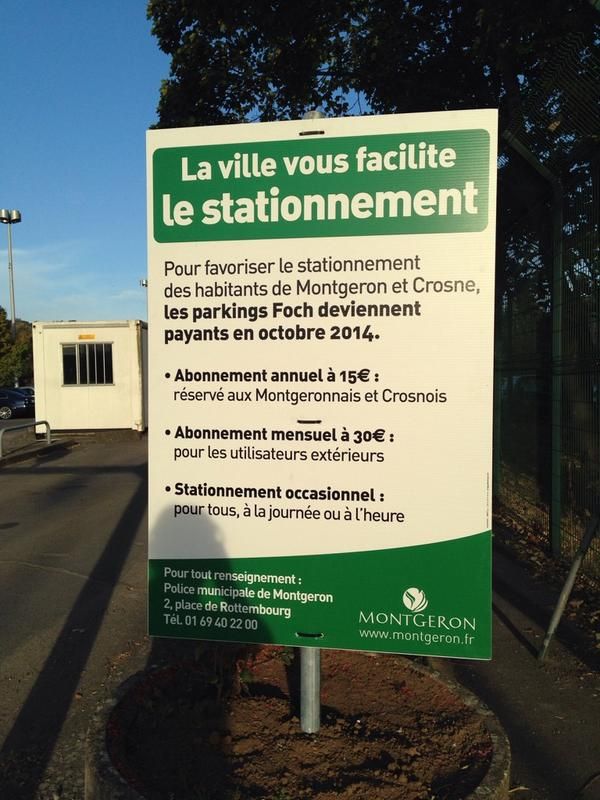 La ville vous facilite
le stationnement
Pour favoriser le stationnement
des habitants de Montgeron et Crosne,
les parkings Foch deviennent
payants en octobre 2014.
• Abonnement annuel à 15€ :
réservé aux Montgeronnais et Crosnois
• Abonnement mensuel à 30€ :
pour les utilisateurs extérieurs
• Stationnement occasionnel :
pour tous, à la journée ou à l'heure
Pour tout renseignement :
Police municipale de Montgeron
2, place de Rottembourg
Tél. 01 69 40 22 00
MONTGERON
www.montgeron.fr